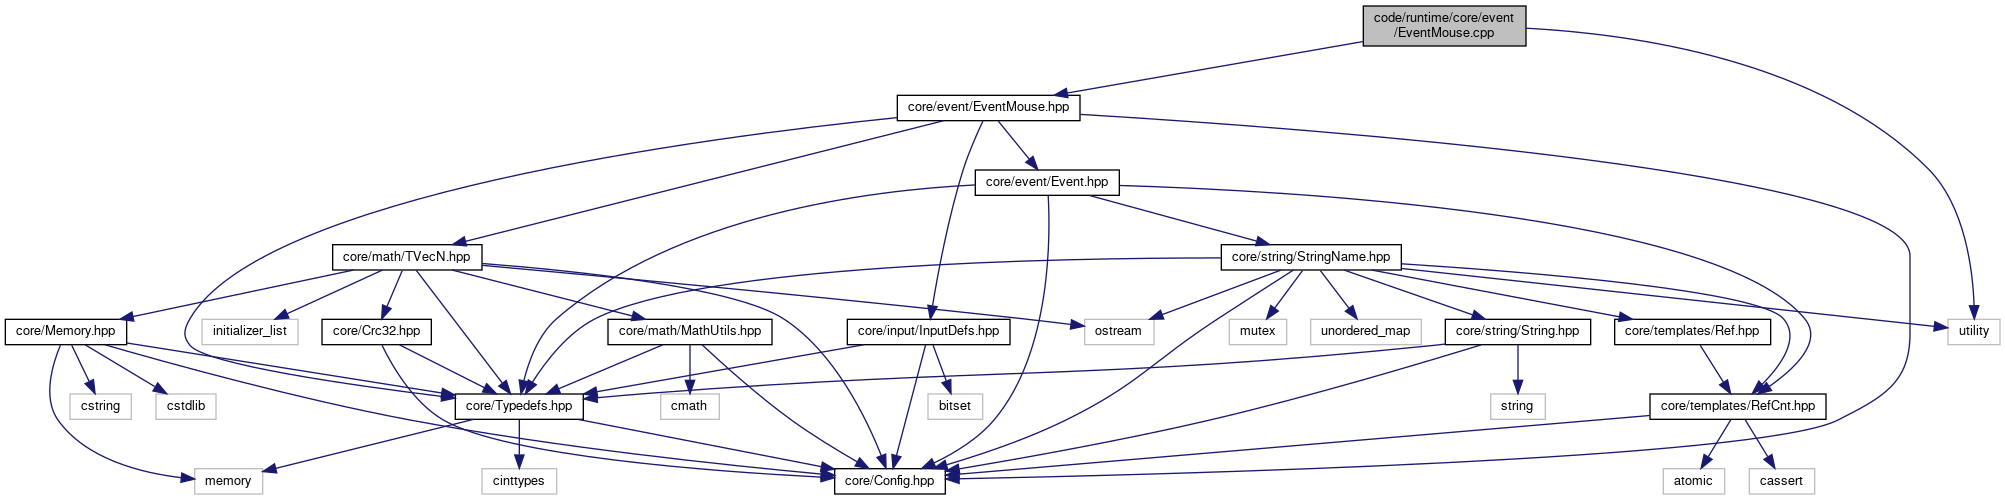 code/runtime/core/event
/EventMouse.cpp
core/event/EventMouse.hpp
core/event/Event.hpp
core/math/TVecN.hpp
core/string/StringName.hpp
core/Memory.hpp
initializer_list
core/Crc32.hpp
core/math/MathUtils.hpp
core/input/InputDefs.hpp
ostream
mutex
unordered_map
core/string/String.hpp
core/templates/Ref.hpp
utility
cstring
cstdlib
core/Typedefs.hpp
cmath
bitset
string
core/templates/RefCnt.hpp
memory
cinttypes
core/Config.hpp
atomic
cassert